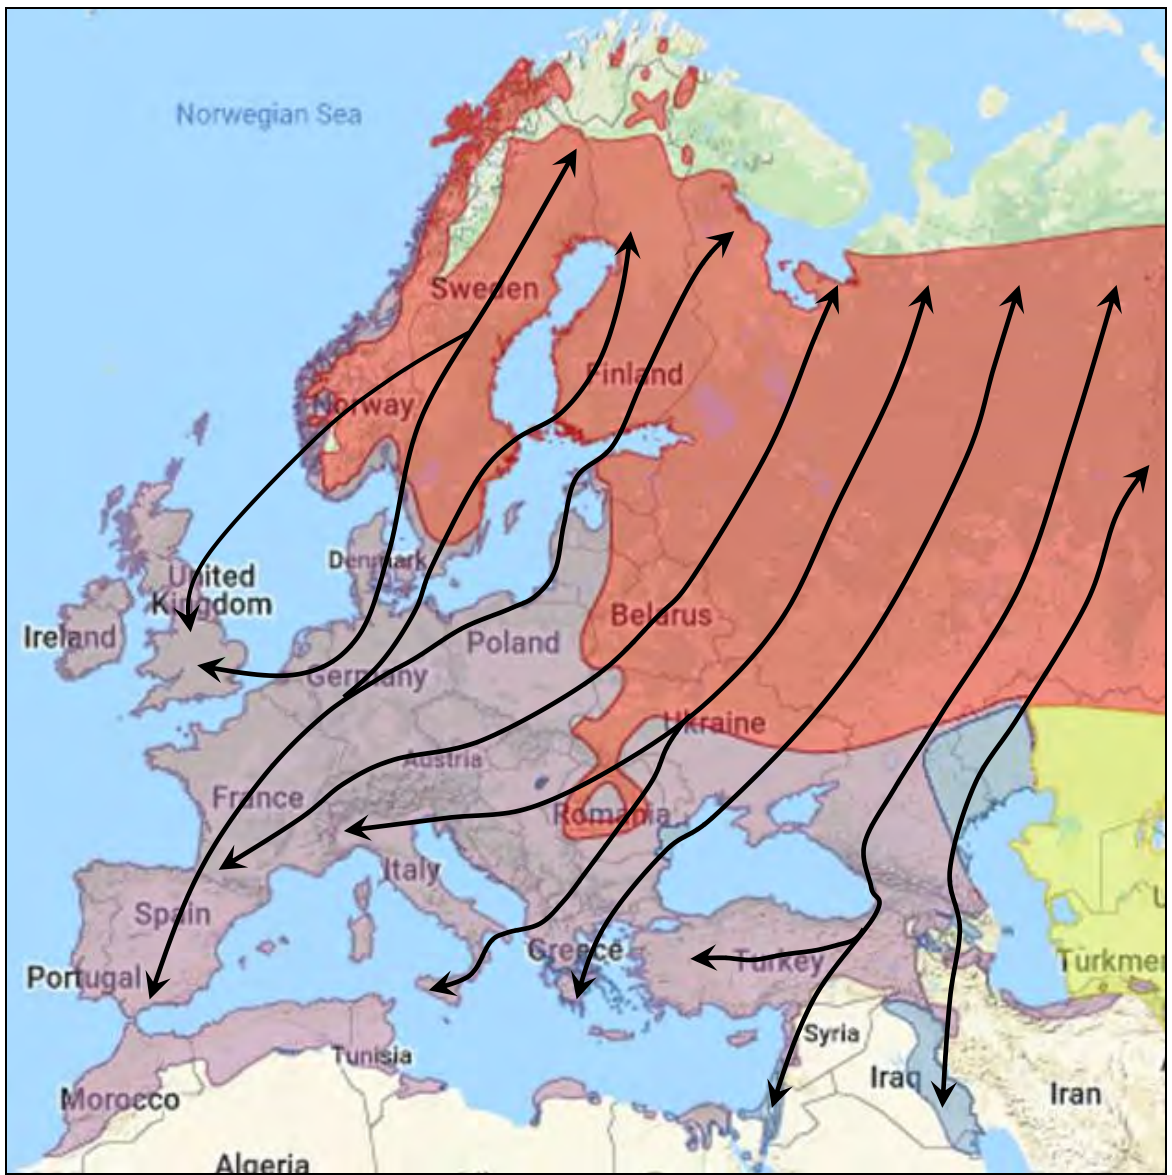 Norwegian Sea
Sweden
Finland
Norway
United
Kingdom
Denmark
Ireland
Belarus
Poland
Germany
Ukraine
Austria
France
Romania
Italy
Spain
Greece
Turkey
Portugal
Türkmer
Syria
Tunisia
Iraq
Iran
Morocco
Algeria